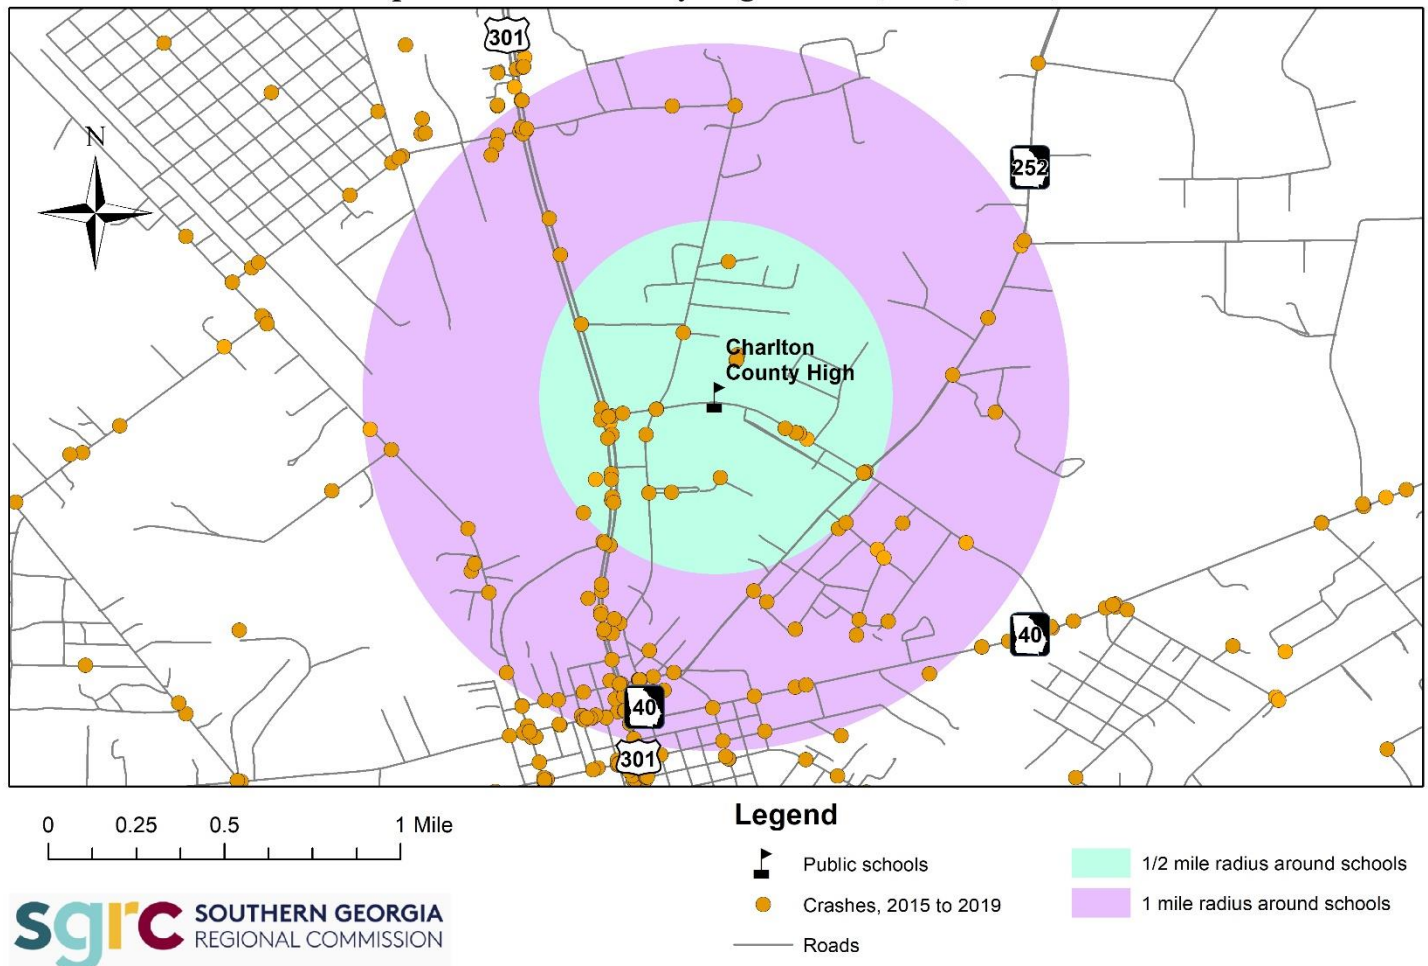 301
N
252
Charlton
County High
40
40
301
0 0.25 0.5 1 Mile
Legend
Public schools
Crashes, 2015 to 2019
Roads
1/2 mile radius around schools
1 mile radius around schools
sgrc SOUTHERN GEORGIA
REGIONAL COMMISSION